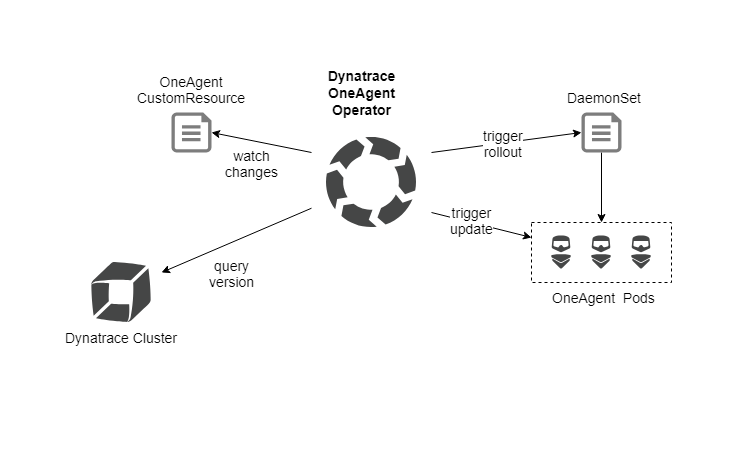 Dynatrace
OneAgent
Operator
OneAgent
CustomResource
DaemonSet
watch
changes
trigger
rollout
trigger
update
query
version
OneAgent Pods
Dynatrace Cluster